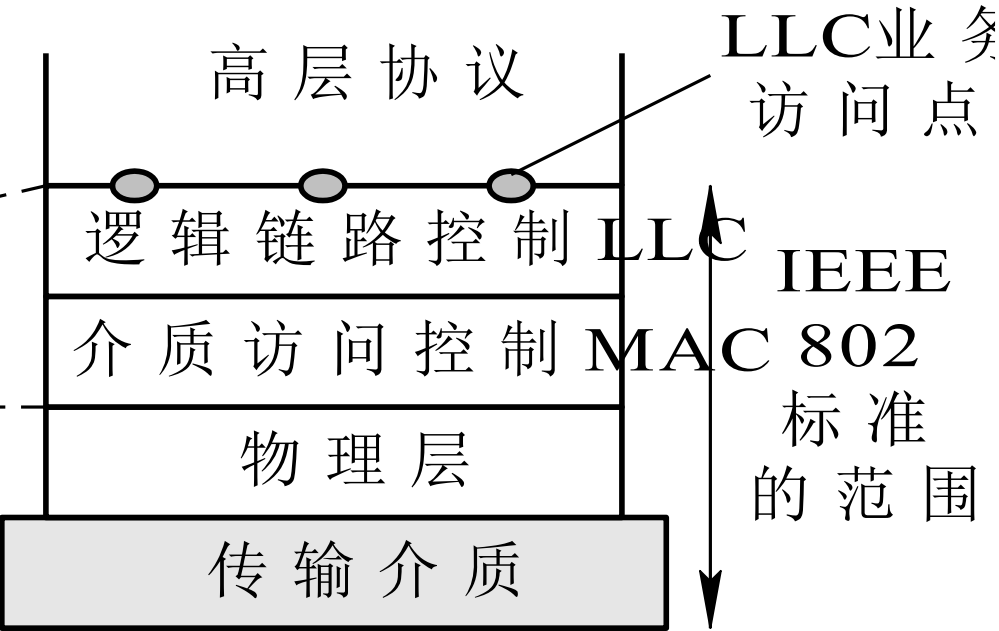 高层协议
LLC业务
访问点
逻辑链路控制 LLC
介质访问控制 MAC
物理层
传输介质
IEEE
802
标准
的范围